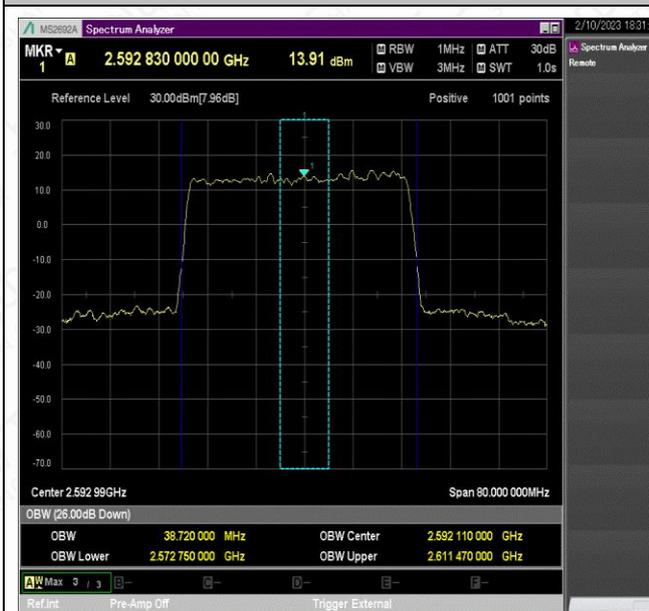 MS2692A Spectrum Analyzer
2/10/2023 18:31
MKR A 2.592 830 000 00 GHz 13.91 dBm M RBW 1MHz M ATT 30dB
1 M VBW 3MHz M SWT 1.0s
Spectrum Analyzer
Remote
Reference Level 30.00dBm[7.96dB] Positive 1001 points
1
30.0
20.0
1
10.0
0.0
-10.0
-20.0
-30.0
-40.0
-50.0
-60.0
-70.0
Center 2.592 99GHz Span 80.000 000MHz
OBW (26.00dB Down)
OBW 38.720 000 MHz OBW Center 2.592 110 000 GHz
OBW Lower 2.572 750 000 GHz OBW Upper 2.611 470 000 GHz
A W Max 3 / 3 B- C- D- E- F-
Ref.Int Pre-Amp Off Trigger External